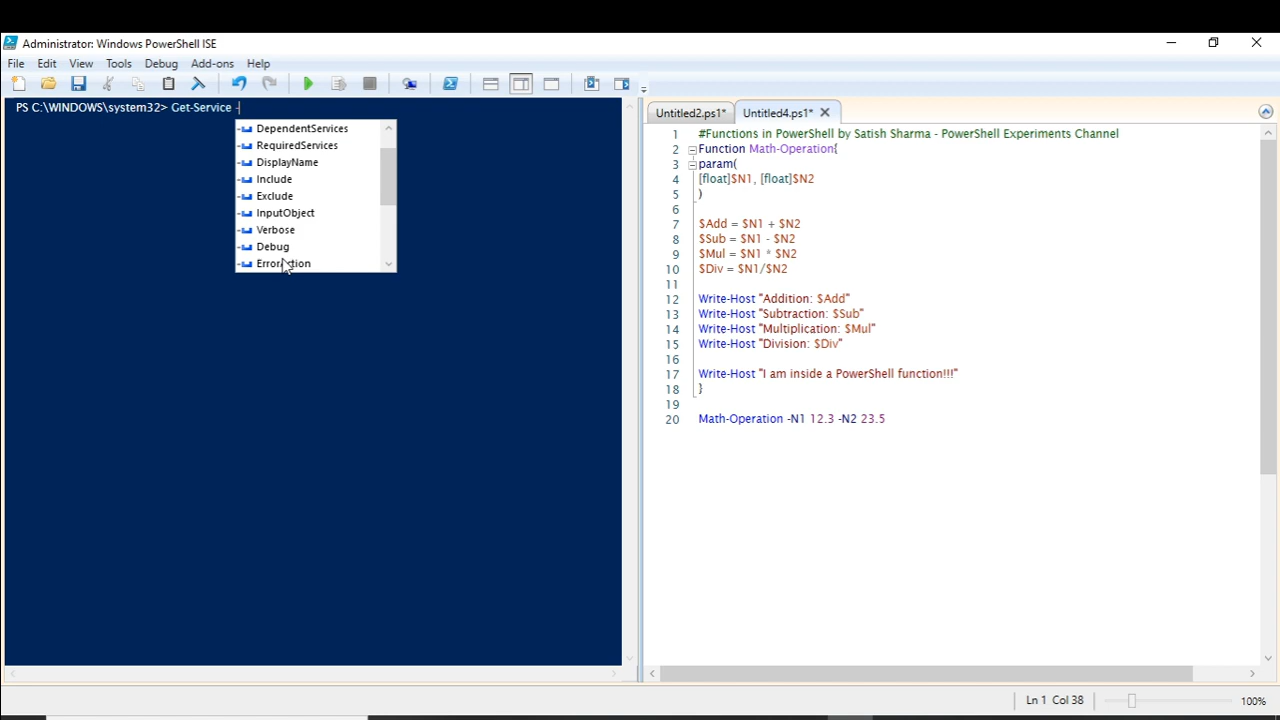 Administrator: Windows PowerShell ISE
File Edit View Tools Debug Add-ons Help
PS C:\WINDOWS\system32> Get-Service -
DependentServices
RequiredServices
DisplayName
Include
Exclude
InputObject
Verbose
Debug
ErrorAction
Untitled2.ps1* Untitled4.ps1*
1 #Functions in PowerShell by Satish Sharma - PowerShell Experiments Channel
2 Function Math-Operation{
3 param(
4 [float]$N1, [float]$N2
5 )
6
7 $Add = $N1 + $N2
8 $Sub = $N1 - $N2
9 $Mul = $N1 * $N2
10 $Div = $N1/$N2
11
12 Write-Host "Addition: $Add"
13 Write-Host "Subtraction: $Sub"
14 Write-Host "Multiplication: $Mul"
15 Write-Host "Division: $Div"
16
17 Write-Host "I am inside a PowerShell function!!!"
18 }
19
20 Math-Operation -N1 12.3 -N2 23.5
Ln 1 Col 38 100%